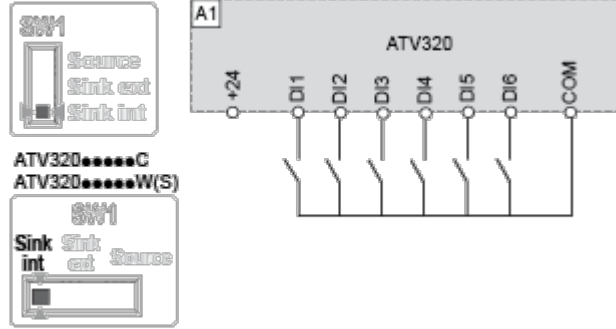 SW1
Source
Sink ext
Sink int
ATV320●●●●●C
ATV320●●●●●W(S)
SW1
Sink int
Sink ext
Source
A1
ATV320
+24
DI1
DI2
DI3
DI4
DI5
DI6
COM